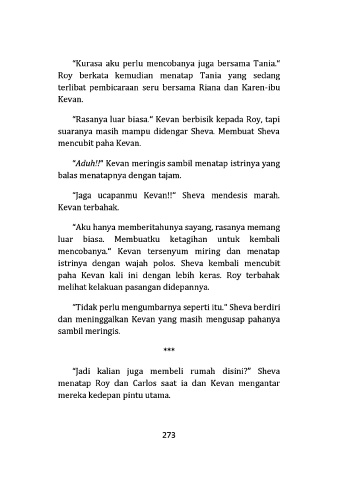 “Kurasa aku perlu mencobanya juga bersama Tania.”
Roy berkata kemudian menatap Tania yang sedang
terlibat pembicaraan seru bersama Riana dan Karen-ibu
Kevan.
“Rasanya luar biasa.” Kevan berbisik kepada Roy, tapi
suaranya masih mampu didengar Sheva. Membuat Sheva
mencubit paha Kevan.
“Aduh!!” Kevan meringis sambil menatap istrinya yang
balas menatapnya dengan tajam.
“Jaga ucapanmu Kevan!!” Sheva mendesis marah.
Kevan terbahak.
“Aku hanya memberitahunya sayang, rasanya memang
luar biasa. Membuatku ketagihan untuk kembali
mencobanya.” Kevan tersenyum miring dan menatap
istrinya dengan wajah polos. Sheva kembali mencubit
paha Kevan kali ini dengan lebih keras. Roy terbahak
melihat kelakuan pasangan didepannya.
“Tidak perlu mengumbarnya seperti itu.” Sheva berdiri
dan meninggalkan Kevan yang masih mengusap pahanya
sambil meringis.
***
“Jadi kalian juga membeli rumah disini?” Sheva
menatap Roy dan Carlos saat ia dan Kevan mengantar
mereka kedepan pintu utama.
273